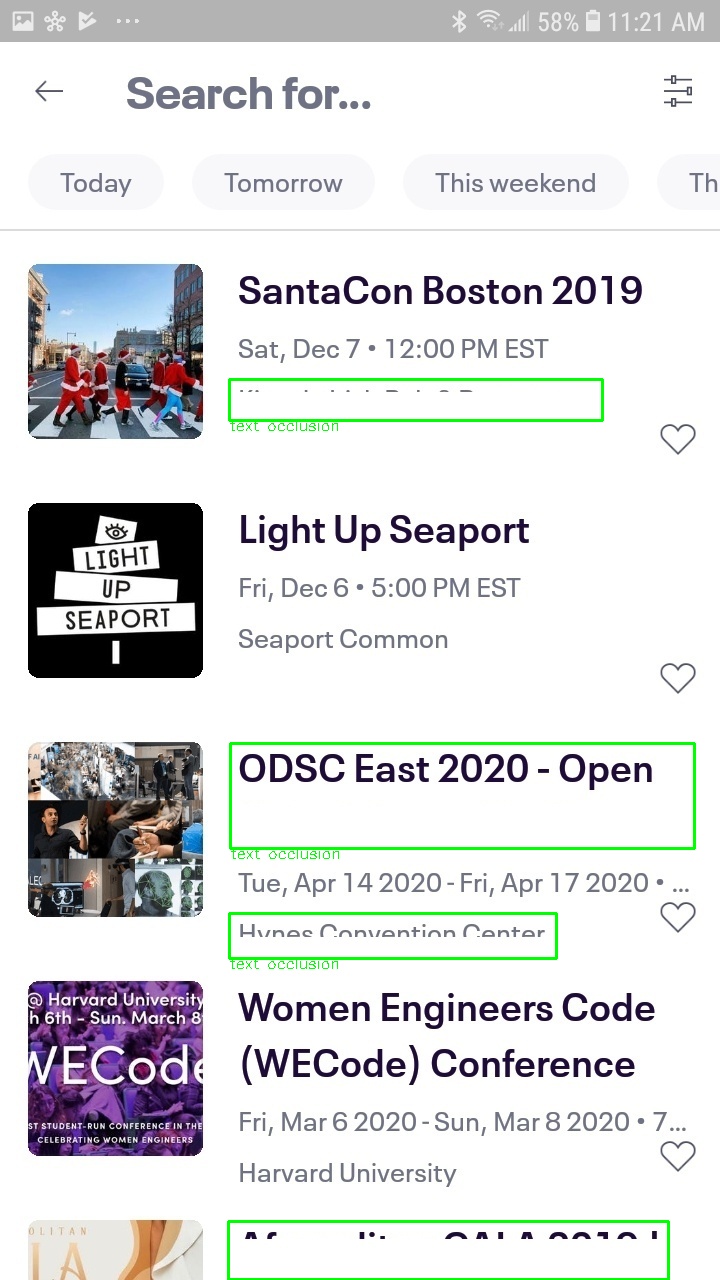 58% 11:21 AM
Search for...
Today Tomorrow This weekend Th
SantaCon Boston 2019
Sat, Dec 7 • 12:00 PM EST
text occlusion
LIGHT
UP
SEAPORT
Light Up Seaport
Fri, Dec 6 • 5:00 PM EST
Seaport Common
ODSC East 2020 - Open
text occlusion
Tue, Apr 14 2020 - Fri, Apr 17 2020 • ...
Hynes Convention Center
text occlusion
@ Harvard University
h 6th - Sun. March 8
WECode
ST STUDENT-RUN CONFERENCE IN THE
CELEBRATING WOMEN ENGINEERS
Women Engineers Code
(WECode) Conference
Fri, Mar 6 2020 - Sun, Mar 8 2020 • 7...
Harvard University
OLITAN
LA
GALA 2019